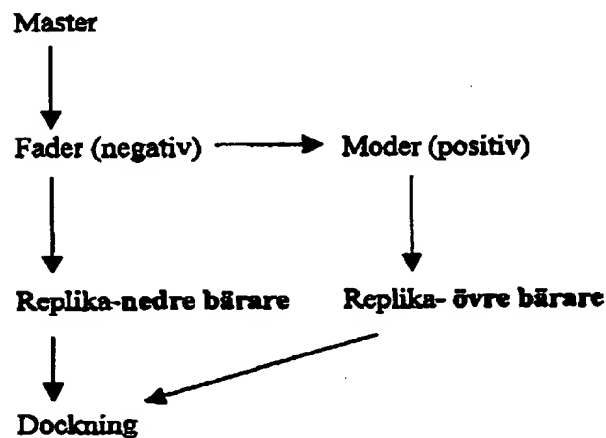 Master
Fader (negativ) Moder (positiv)
Replika-nedre bärare Replika- övre bärare
Dockning